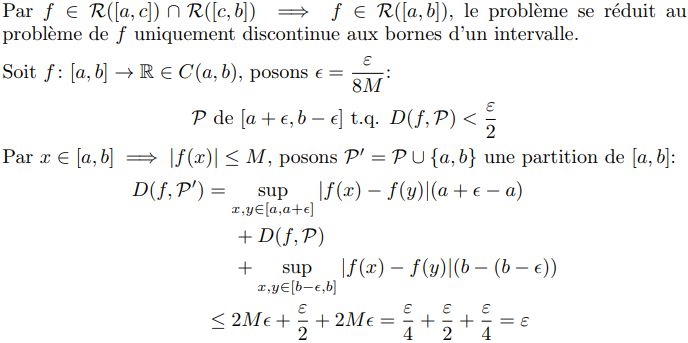 Par f ∈ ℛ([a, c]) ∩ ℛ([c, b]) ⟹ f ∈ ℛ([a, b]), le problème se réduit au
problème de f uniquement discontinue aux bornes d'un intervalle.
Soit f : [a, b] → ℝ ∈ C(a, b), posons ϵ = ε/8M:
𝒫 de [a + ϵ, b − ϵ] t.q. D(f, 𝒫) < ε/2
Par x ∈ [a, b] ⟹ |f(x)| ≤ M, posons 𝒫′ = 𝒫 ∪ {a, b} une partition de [a, b]:
D(f, 𝒫′) = sup_{x,y∈[a,a+ϵ]} |f(x) − f(y)|(a + ϵ − a)
+ D(f, 𝒫)
+ sup_{x,y∈[b−ϵ,b]} |f(x) − f(y)|(b − (b − ϵ))
≤ 2Mϵ + ε/2 + 2Mϵ = ε/4 + ε/2 + ε/4 = ε